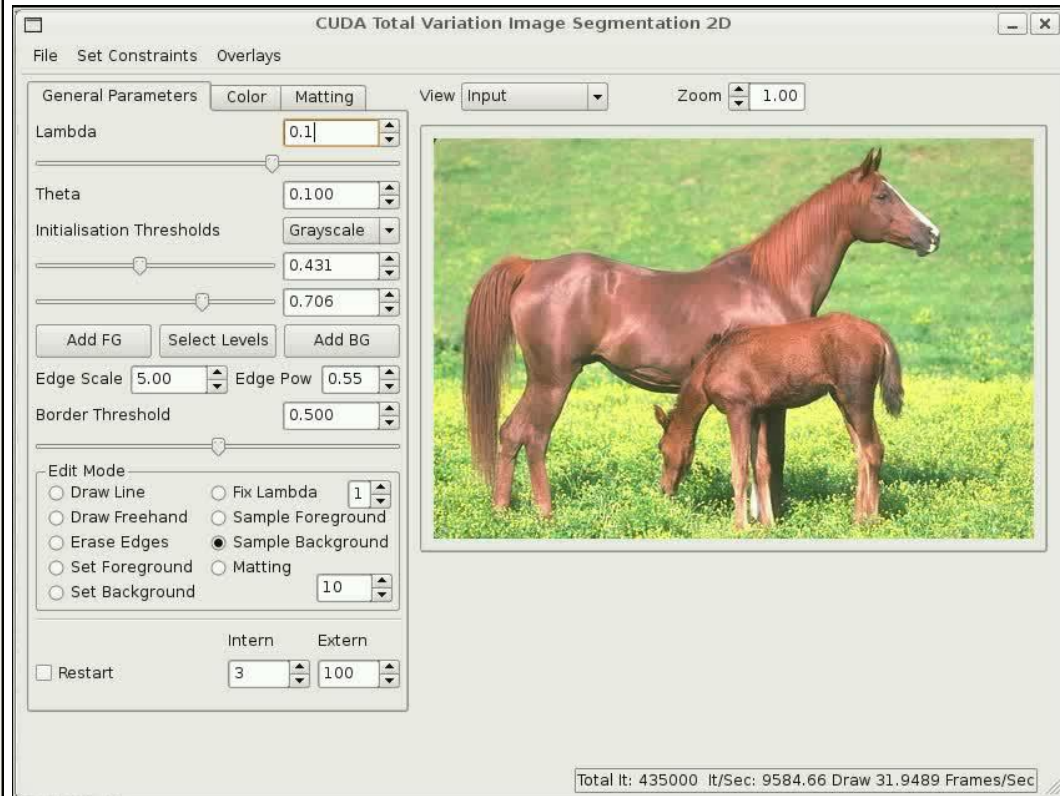 CUDA Total Variation Image Segmentation 2D
File Set Constraints Overlays
General Parameters Color Matting View Input Zoom 1.00
Lambda 0.1
Theta 0.100
Initialisation Thresholds Grayscale
0.431
0.706
Add FG Select Levels Add BG
Edge Scale 5.00 Edge Pow 0.55
Border Threshold 0.500
Edit Mode
Draw Line Fix Lambda 1
Draw Freehand Sample Foreground
Erase Edges Sample Background
Set Foreground Matting
Set Background 10
Intern Extern
Restart 3 100
Total It: 435000 It/Sec: 9584.66 Draw 31.9489 Frames/Sec